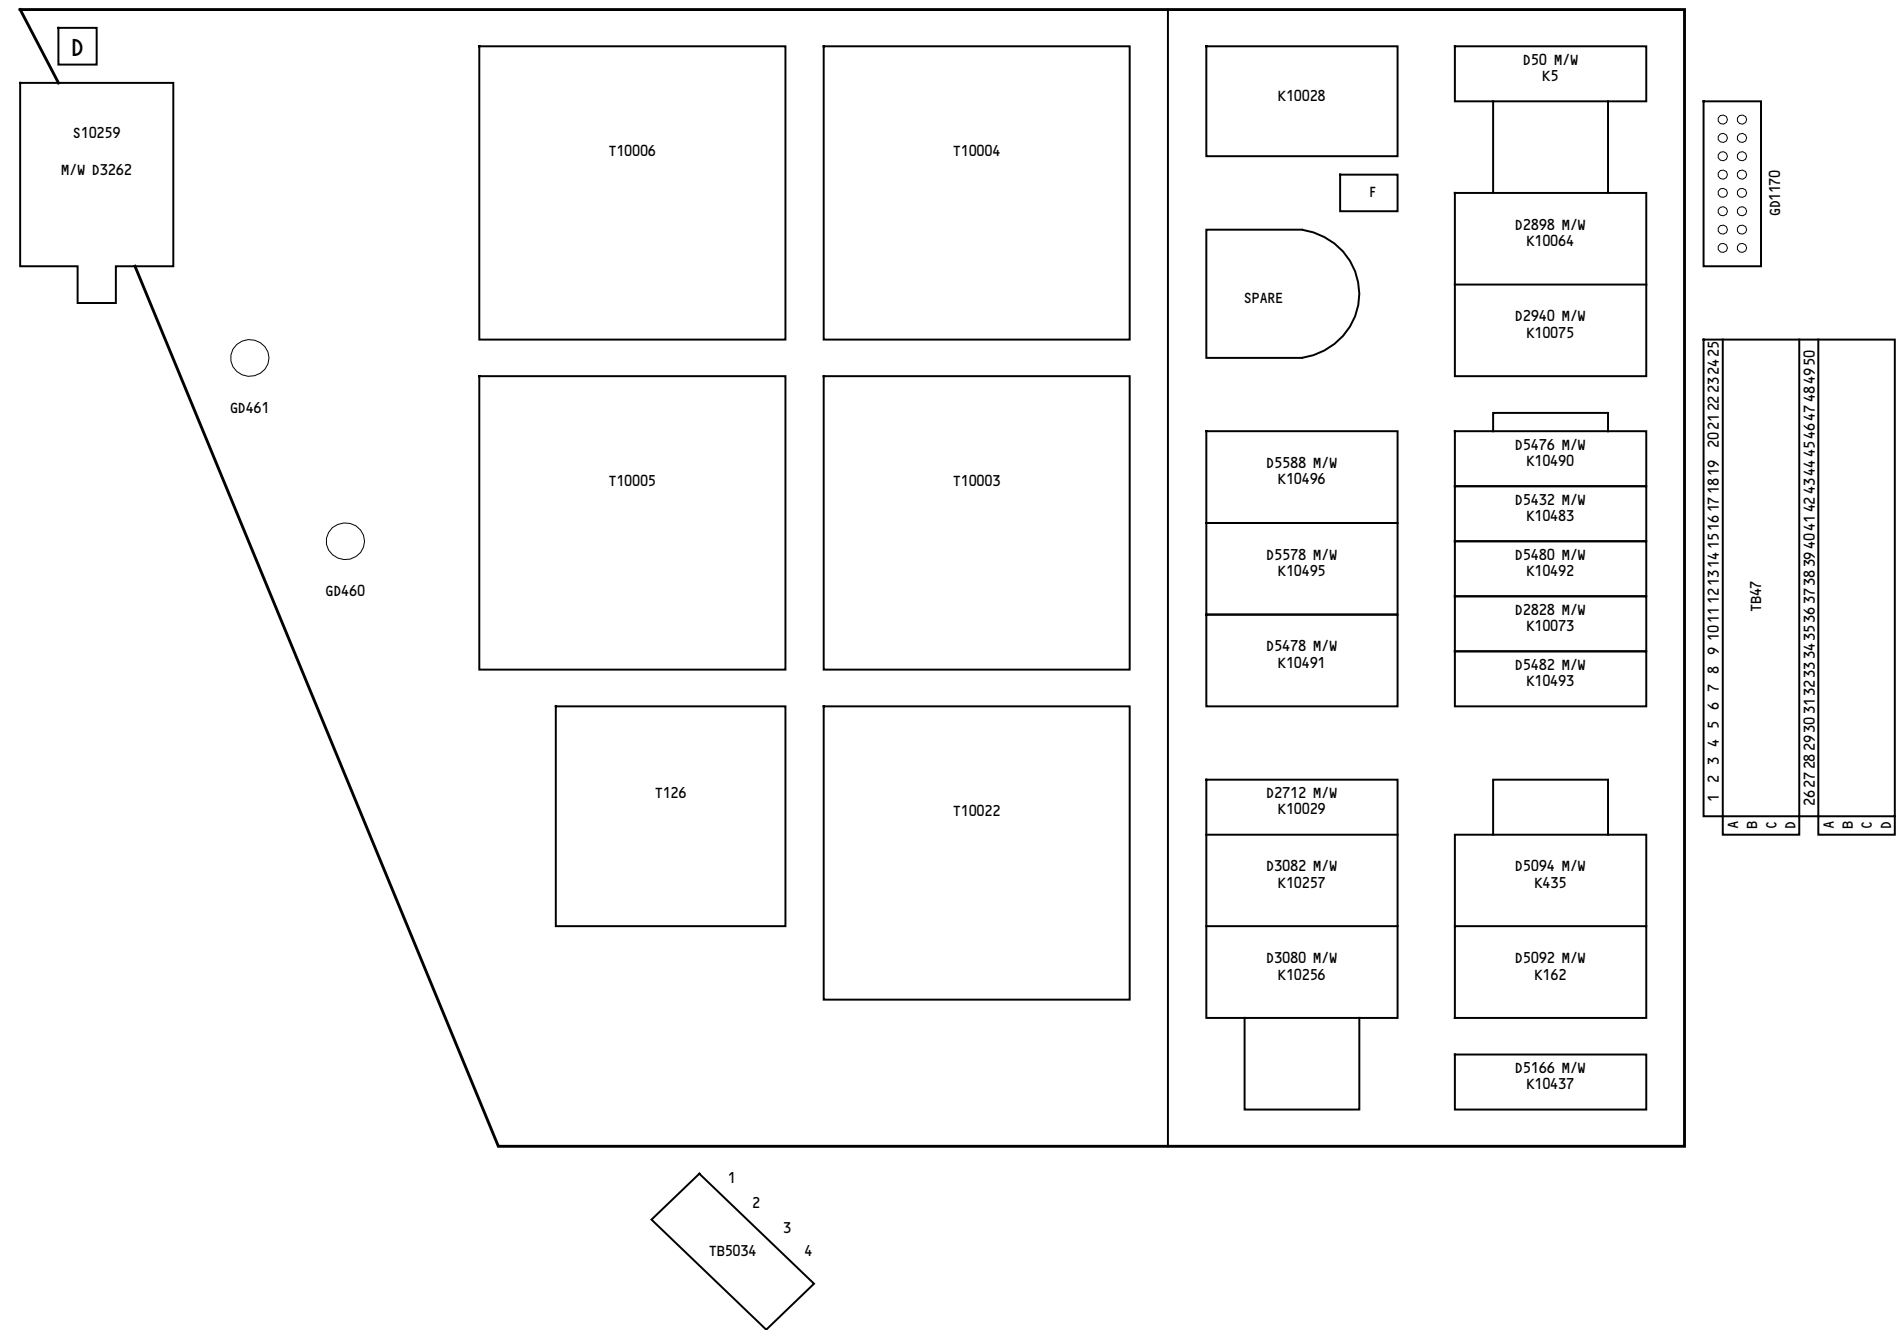 D
S10259
M/W D3262
GD461
GD460
T10006
T10004
T10005
T10003
T126
T10022
K10028
F
SPARE
D5588 M/W
K10496
D5578 M/W
K10495
D5478 M/W
K10491
D2712 M/W
K10029
D3082 M/W
K10257
D3080 M/W
K10256
D50 M/W
K5
D2898 M/W
K10064
D2940 M/W
K10075
D5476 M/W
K10490
D5432 M/W
K10483
D5480 M/W
K10492
D2828 M/W
K10073
D5482 M/W
K10493
D5094 M/W
K435
D5092 M/W
K162
D5166 M/W
K10437
GD1170
1 2 3 4 5 6 7 8 9 10 11 12 13 14 15 16 17 18 19 20 21 22 23 24 25
TB47
26 27 28 29 30 31 32 33 34 35 36 37 38 39 40 41 42 43 44 45 46 47 48 49 50
A
B
C
D
A
B
C
D
1
2
3
4
TB5034